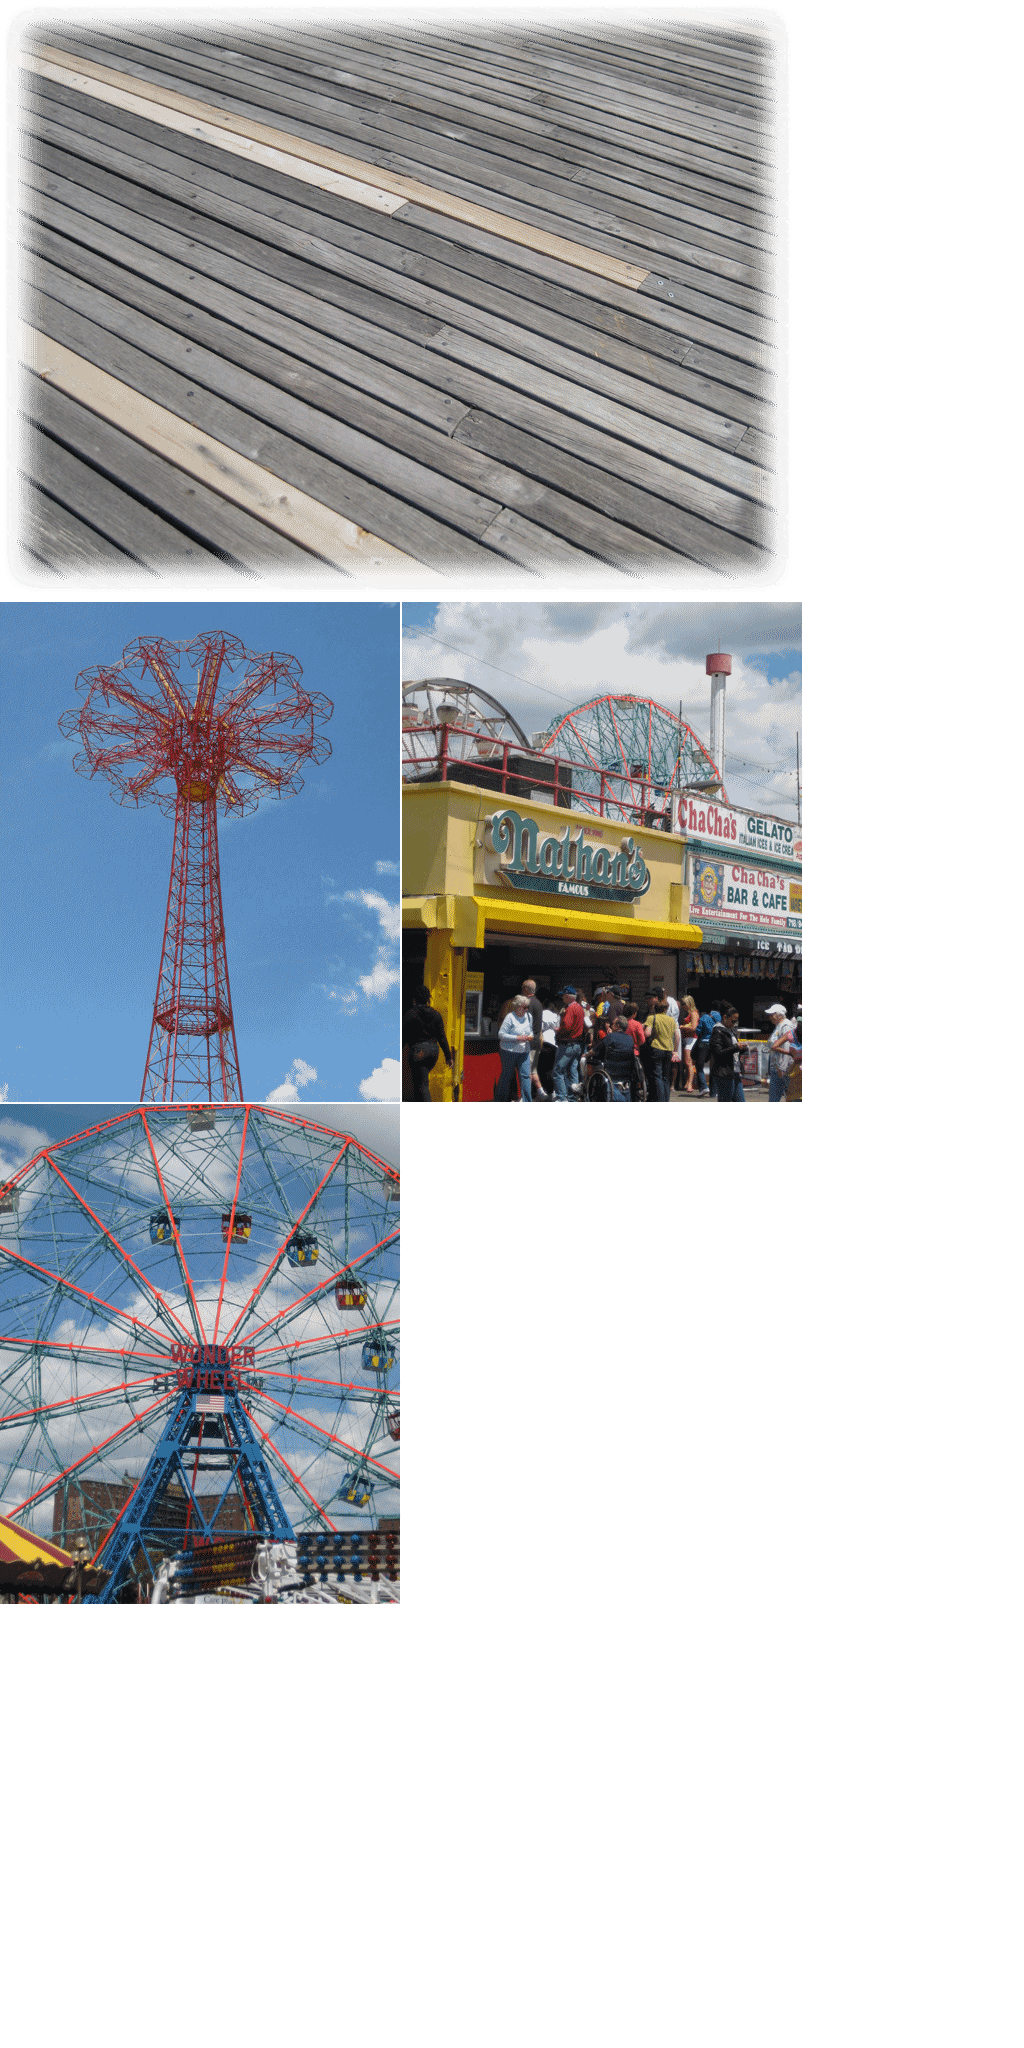 Nathan's
FAMOUS
ChaCha's
GELATO
ITALIAN ICES & ICE CREA
ChaCha's
BAR & CAFE
Live Entertainment For The Hole Family
ICE
WONDER
WHEEL